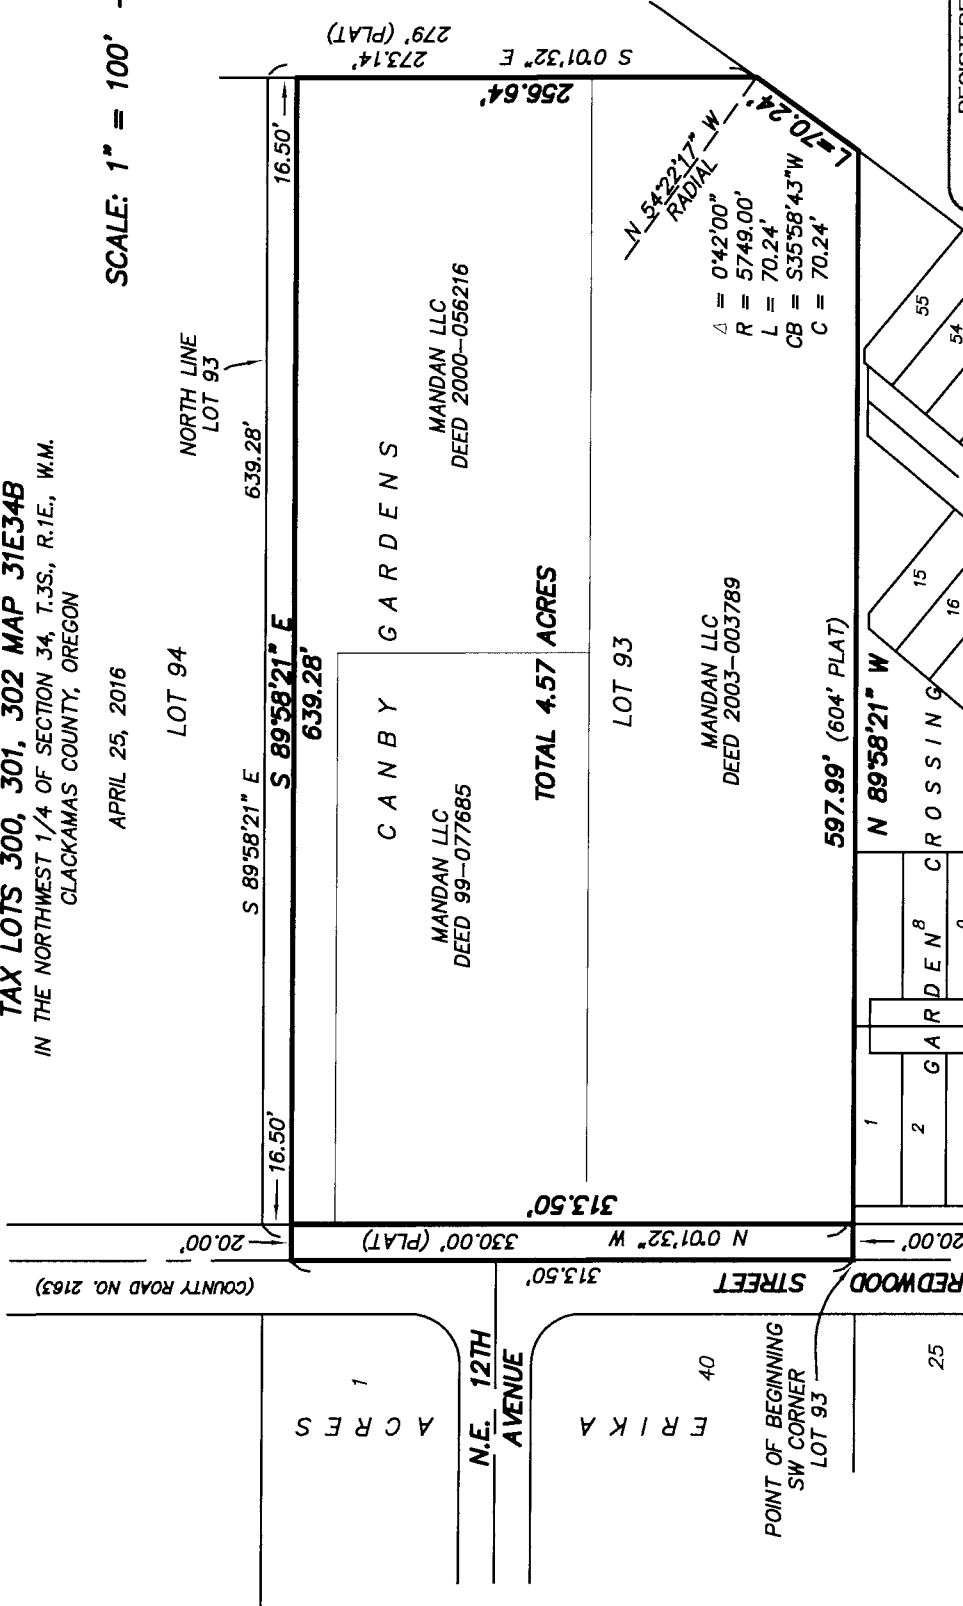 TAX LOTS 300, 301, 302 MAP 31E34B
IN THE NORTHWEST 1/4 OF SECTION 34, T.3S., R.1E., W.M.
CLACKAMAS COUNTY, OREGON
APRIL 25, 2016
SCALE: 1" = 100'
LOT 94
NORTH LINE
LOT 93
S 89°58'21" E
639.28'
16.50'
16.50'
S 89°58'21" E
639.28'
20.00'
(COUNTY ROAD NO. 2163)
273.14'
279' (PLAT)
S 0°01'32" E
256.64'
CANBY GARDENS
MANDAN LLC
DEED 99-077685
MANDAN LLC
DEED 2000-056216
TOTAL 4.57 ACRES
LOT 93
MANDAN LLC
DEED 2003-003789
N 54°22'17" W
RADIAL
L=70.24'
Δ = 0°42'00"
R = 5749.00'
L = 70.24'
CB = S35°58'43"W
C = 70.24'
313.50'
330.00' (PLAT)
N 0°01'32" W
313.50'
REDWOOD STREET
20.00'
597.99' (604' PLAT)
N 89°58'21" W
N.E. 12TH
AVENUE
ACRES
1
ERIKA
40
POINT OF BEGINNING
SW CORNER
LOT 93
25
GARDEN CROSSING
1
2
8
15
16
55
54